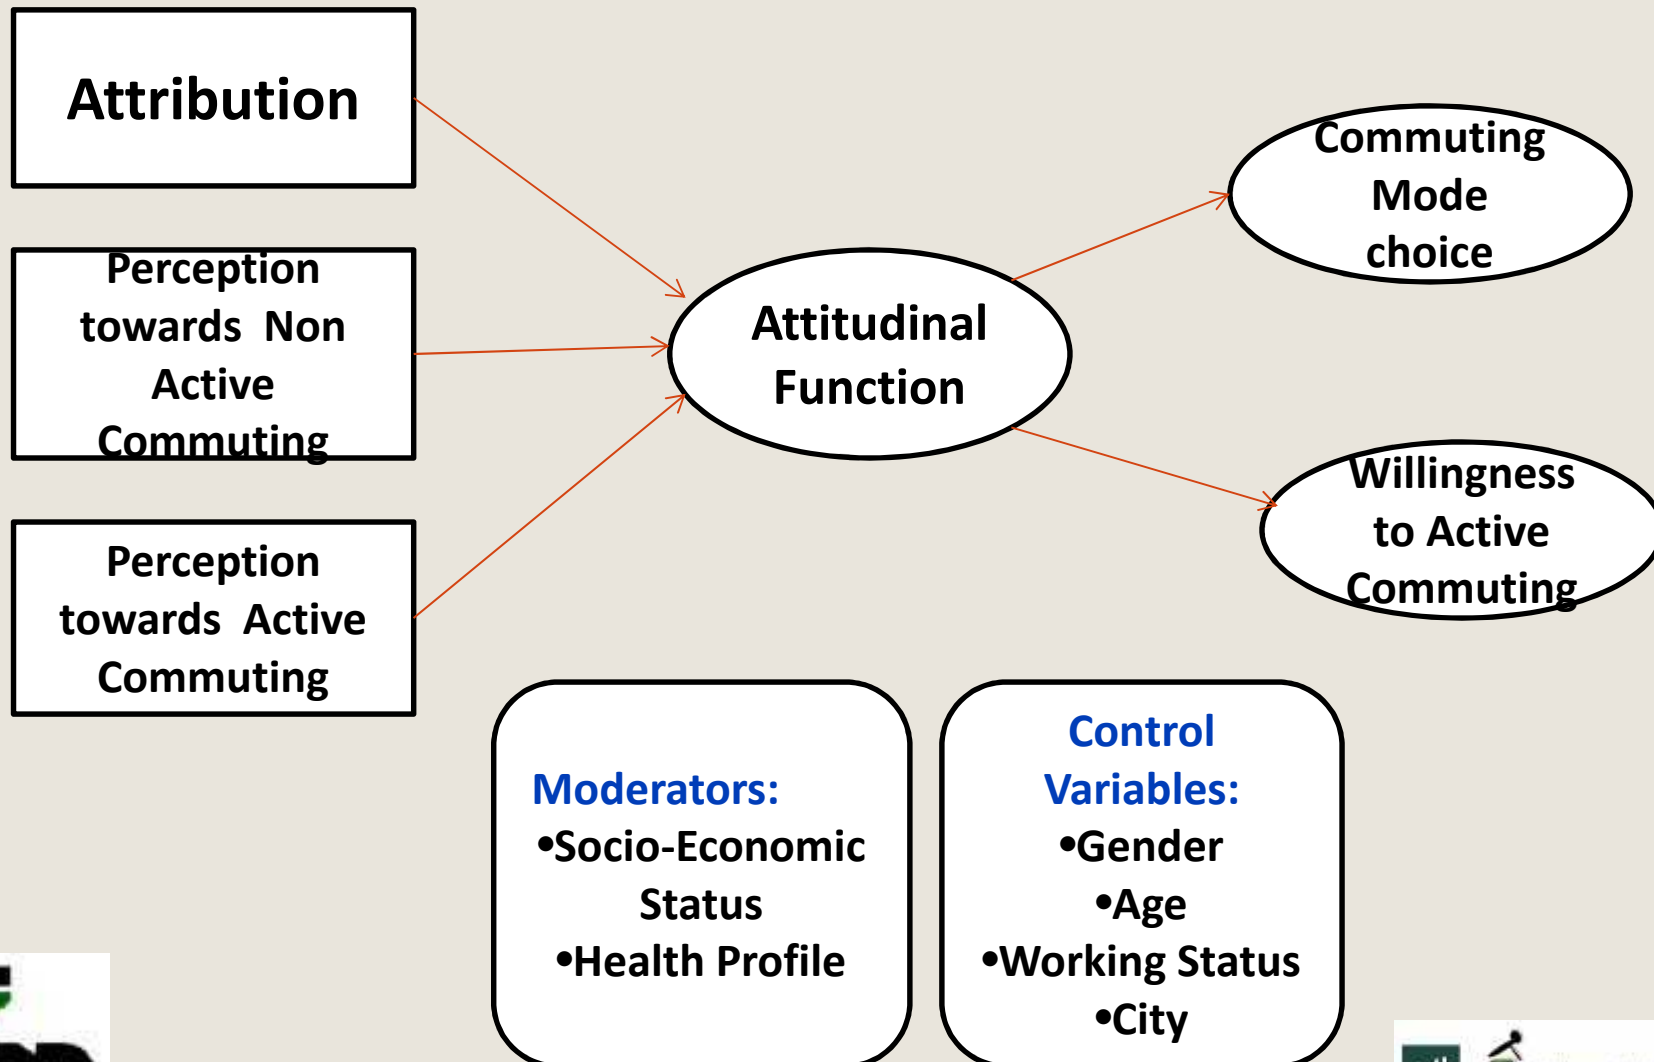 Attribution
Perception
towards Non
Active
Commuting
Perception
towards Active
Commuting
Attitudinal
Function
Commuting
Mode
choice
Willingness
to Active
Commuting
Moderators:
•Socio-Economic
Status
•Health Profile
Control
Variables:
•Gender
•Age
•Working Status
•City